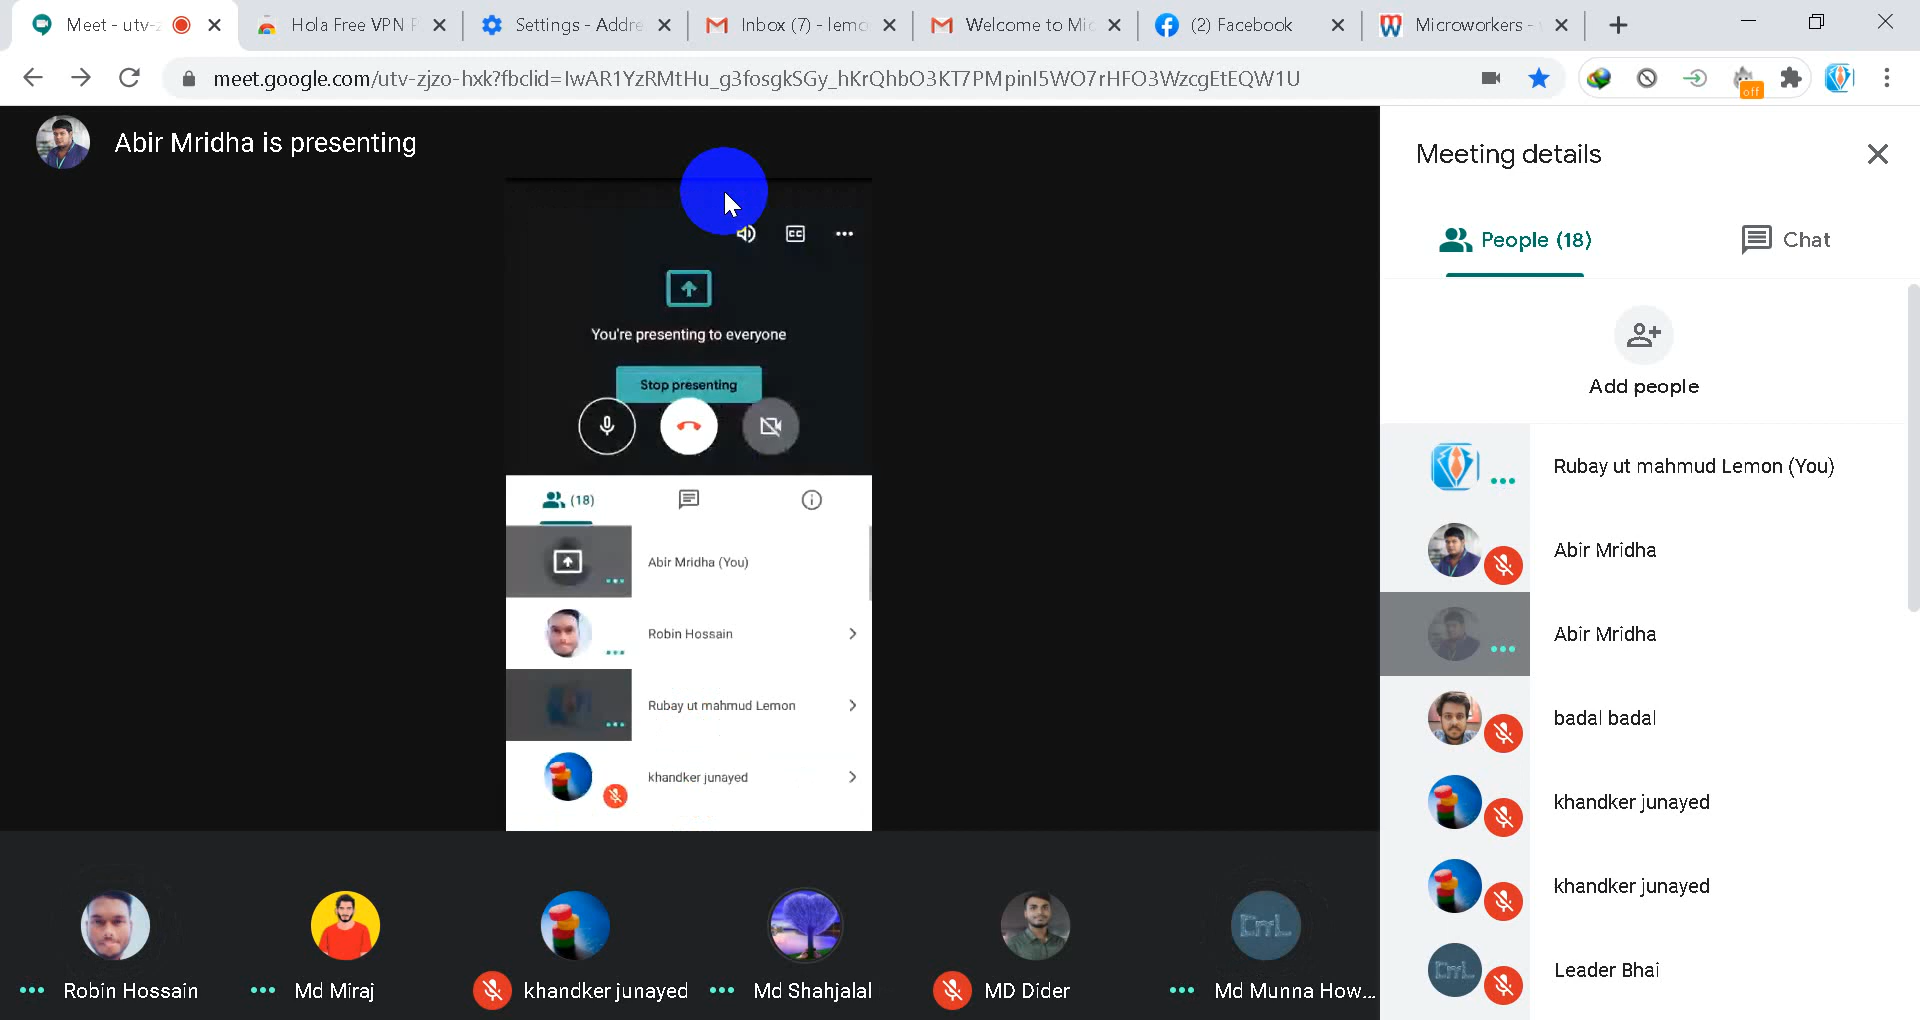 Meet - utv-z
Hola Free VPN P
Settings - Addre
Inbox (7) - lemo
Welcome to Mic
(2) Facebook
Microworkers -
meet.google.com/utv-zjzo-hxk?fbclid=IwAR1YzRMtHu_g3fosgkSGy_hKrQhbO3KT7PMpinI5WO7rHFO3WzcgEtEQW1U
off
Abir Mridha is presenting
CC
You're presenting to everyone
Stop presenting
(18)
Abir Mridha (You)
Robin Hossain
Rubay ut mahmud Lemon
khandker junayed
Robin Hossain
Md Miraj
khandker junayed
Md Shahjalal
MD Dider
Md Munna How...
Meeting details
People (18)
Chat
Add people
Rubay ut mahmud Lemon (You)
Abir Mridha
Abir Mridha
badal badal
khandker junayed
khandker junayed
Leader Bhai